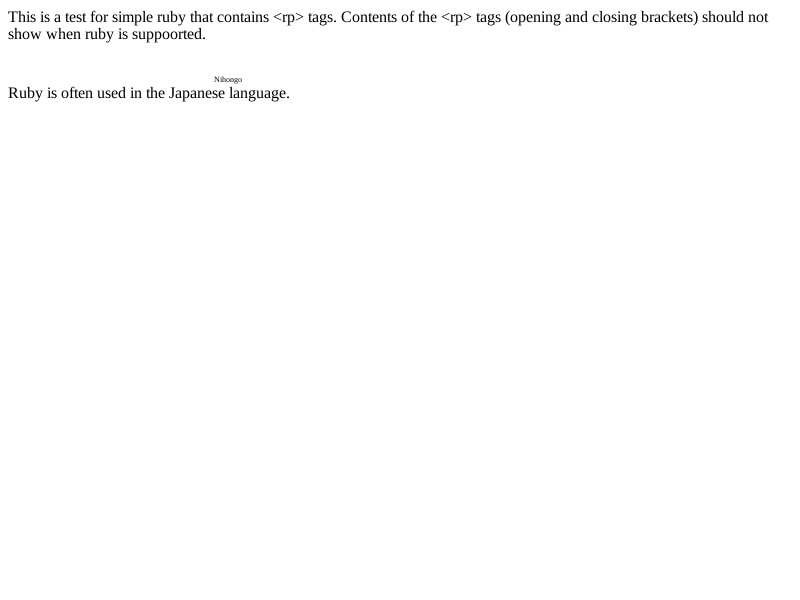 This is a test for simple ruby that contains <rp> tags. Contents of the <rp> tags (opening and closing brackets) should not
show when ruby is suppoorted.
Nihongo
Ruby is often used in the Japanese language.